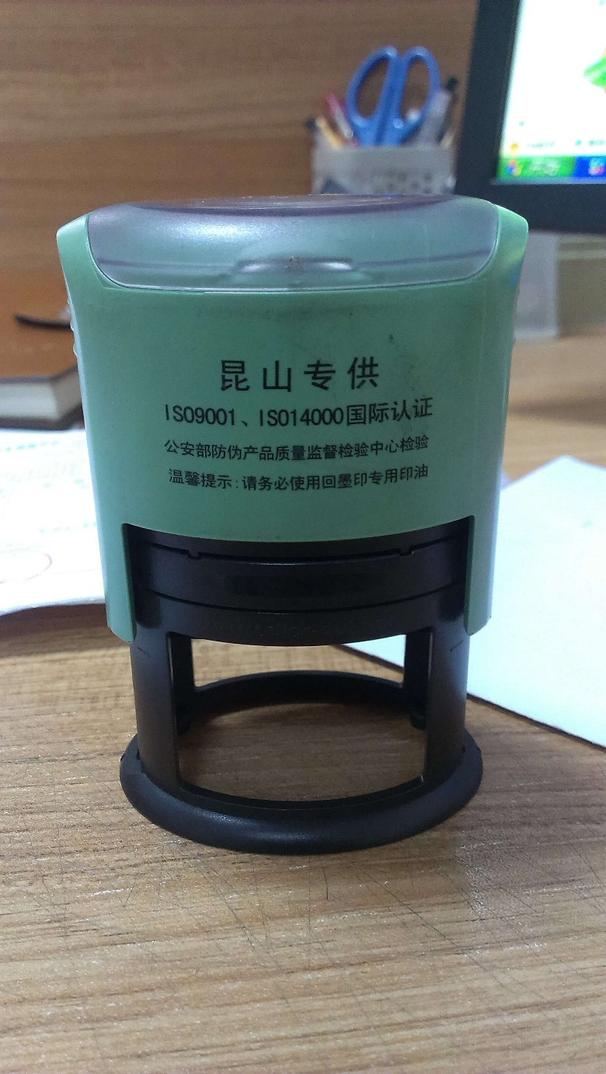 昆山专供
ISO9001、ISO14000国际认证
公安部防伪产品质量监督检验中心检验
温馨提示:请务必使用回墨印专用印油